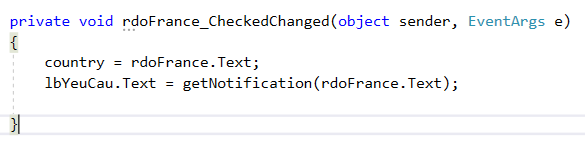 private void rdoFrance_CheckedChanged(object sender, EventArgs e)
{
country = rdoFrance.Text;
lbYeuCau.Text = getNotification(rdoFrance.Text);
}